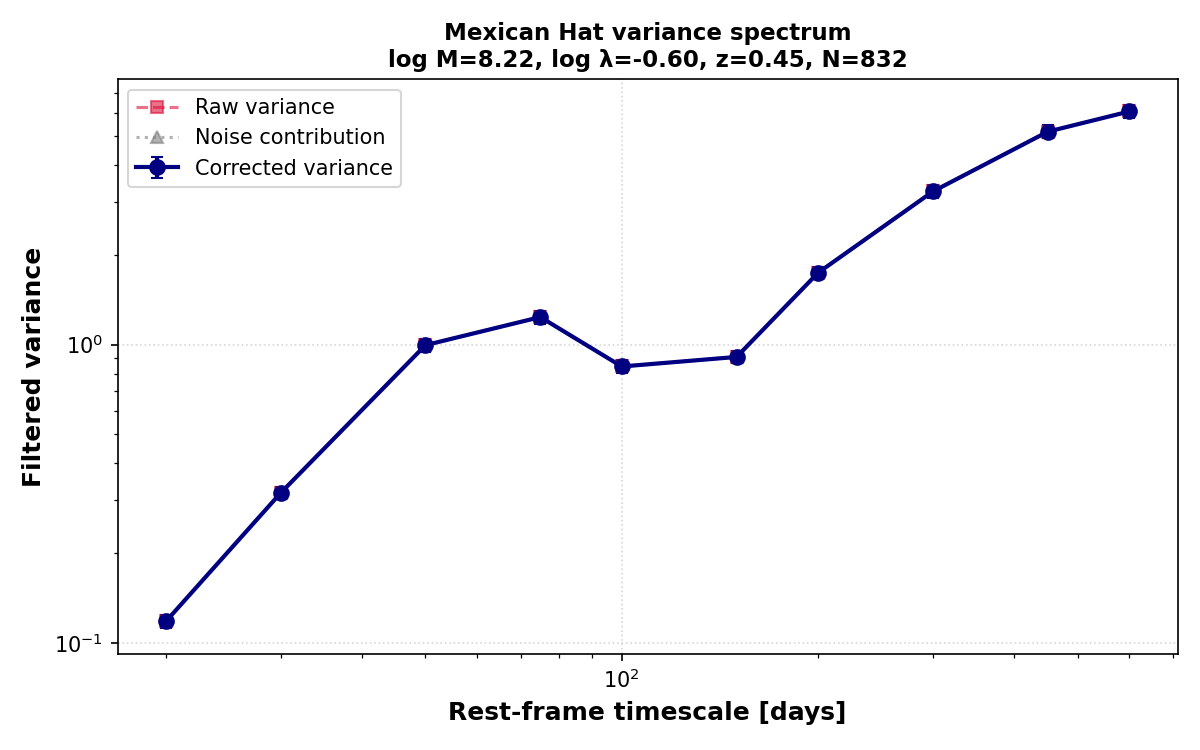 Mexican Hat variance spectrum
log M=8.22, log λ=-0.60, z=0.45, N=832
Raw variance
Noise contribution
Corrected variance
Filtered variance
10⁰
10⁻¹
10²
Rest-frame timescale [days]